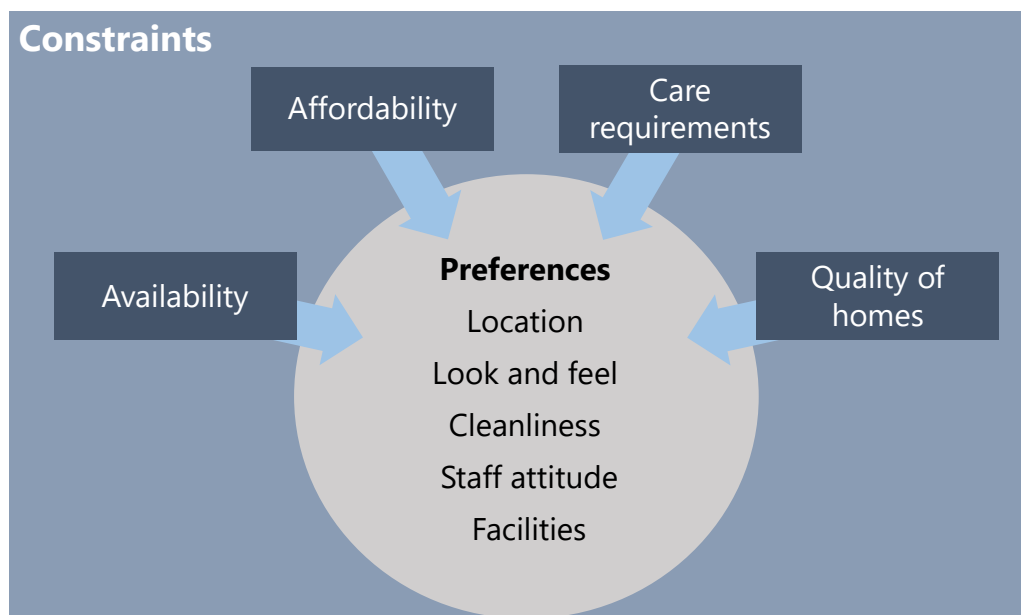 Constraints
Affordability
Care
requirements
Availability
Quality of
homes
Preferences
Location
Look and feel
Cleanliness
Staff attitude
Facilities